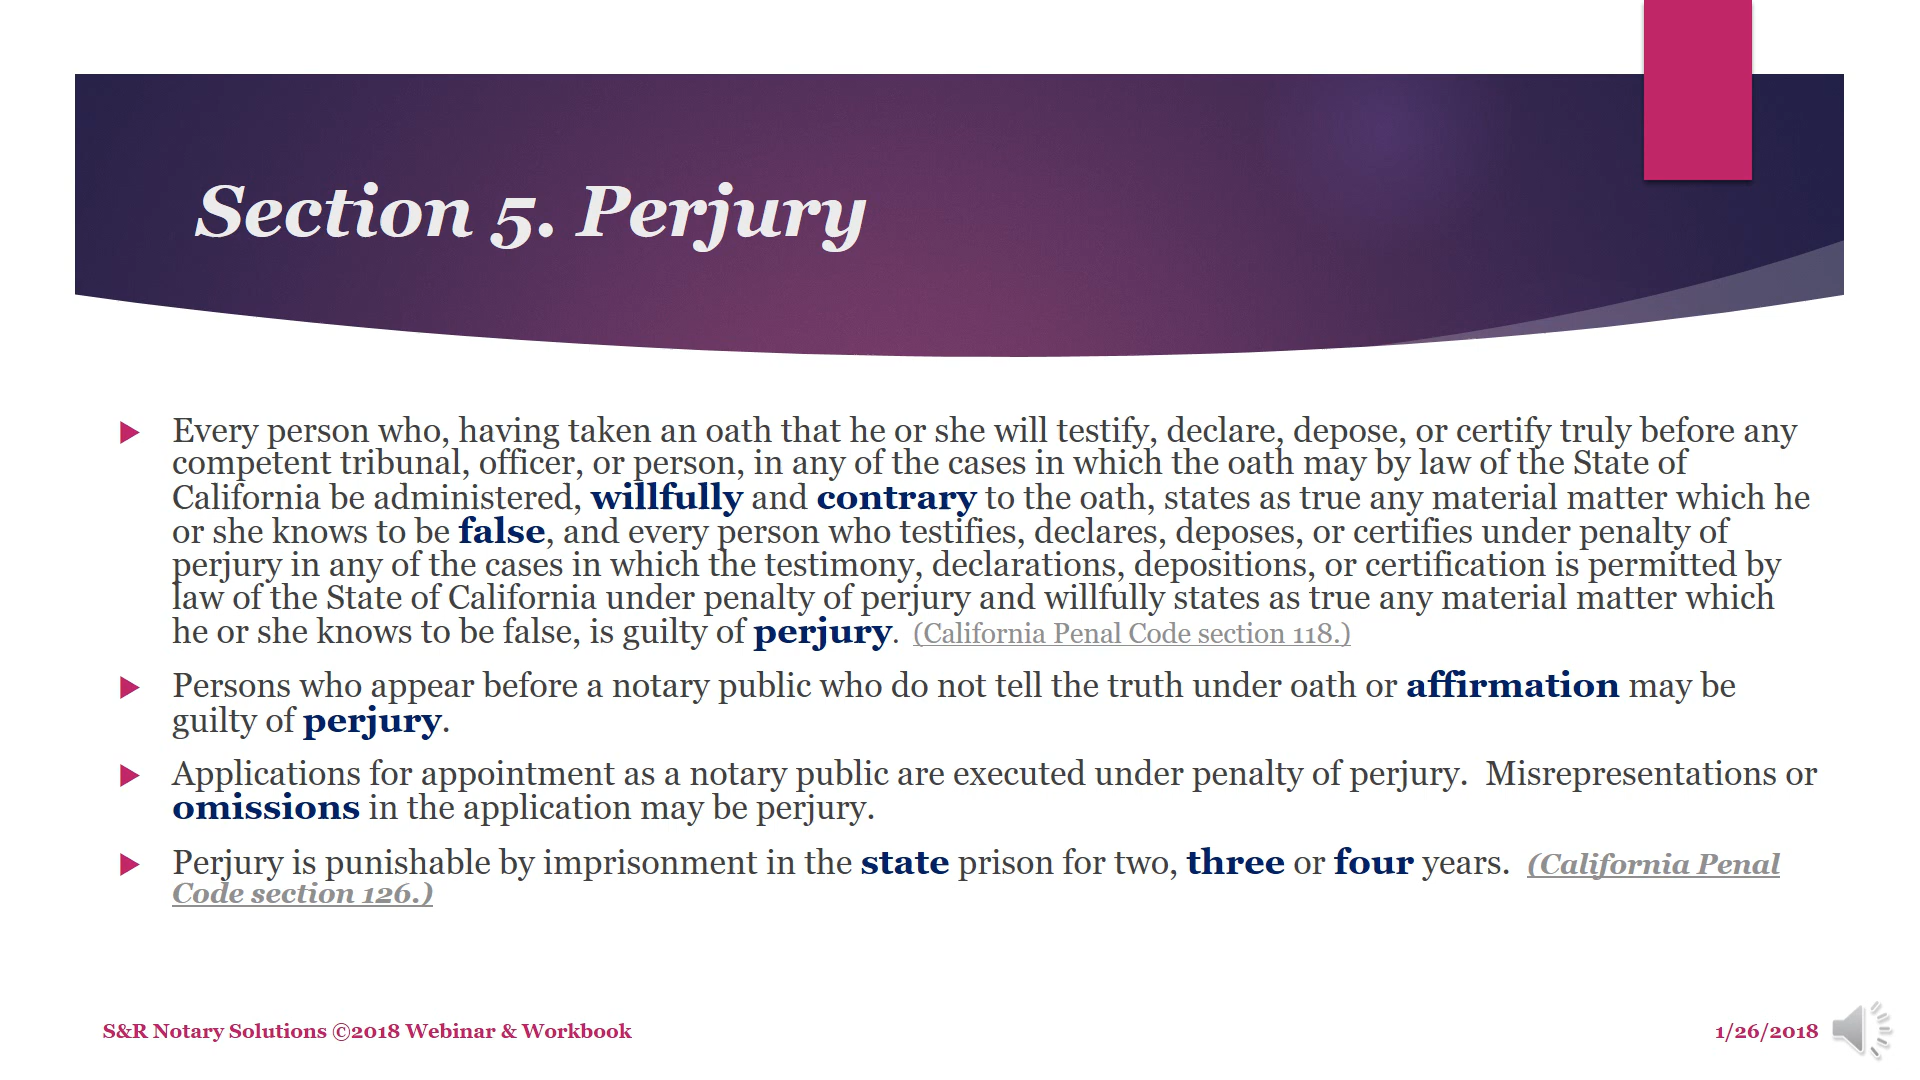 Section 5. Perjury
Every person who, having taken an oath that he or she will testify, declare, depose, or certify truly before any
competent tribunal, officer, or person, in any of the cases in which the oath may by law of the State of
California be administered, willfully and contrary to the oath, states as true any material matter which he
or she knows to be false, and every person who testifies, declares, deposes, or certifies under penalty of
perjury in any of the cases in which the testimony, declarations, depositions, or certification is permitted by
law of the State of California under penalty of perjury and willfully states as true any material matter which
he or she knows to be false, is guilty of perjury. (California Penal Code section 118.)
Persons who appear before a notary public who do not tell the truth under oath or affirmation may be
guilty of perjury.
Applications for appointment as a notary public are executed under penalty of perjury. Misrepresentations or
omissions in the application may be perjury.
Perjury is punishable by imprisonment in the state prison for two, three or four years. (California Penal
Code section 126.)
S&R Notary Solutions ©2018 Webinar & Workbook
1/26/2018